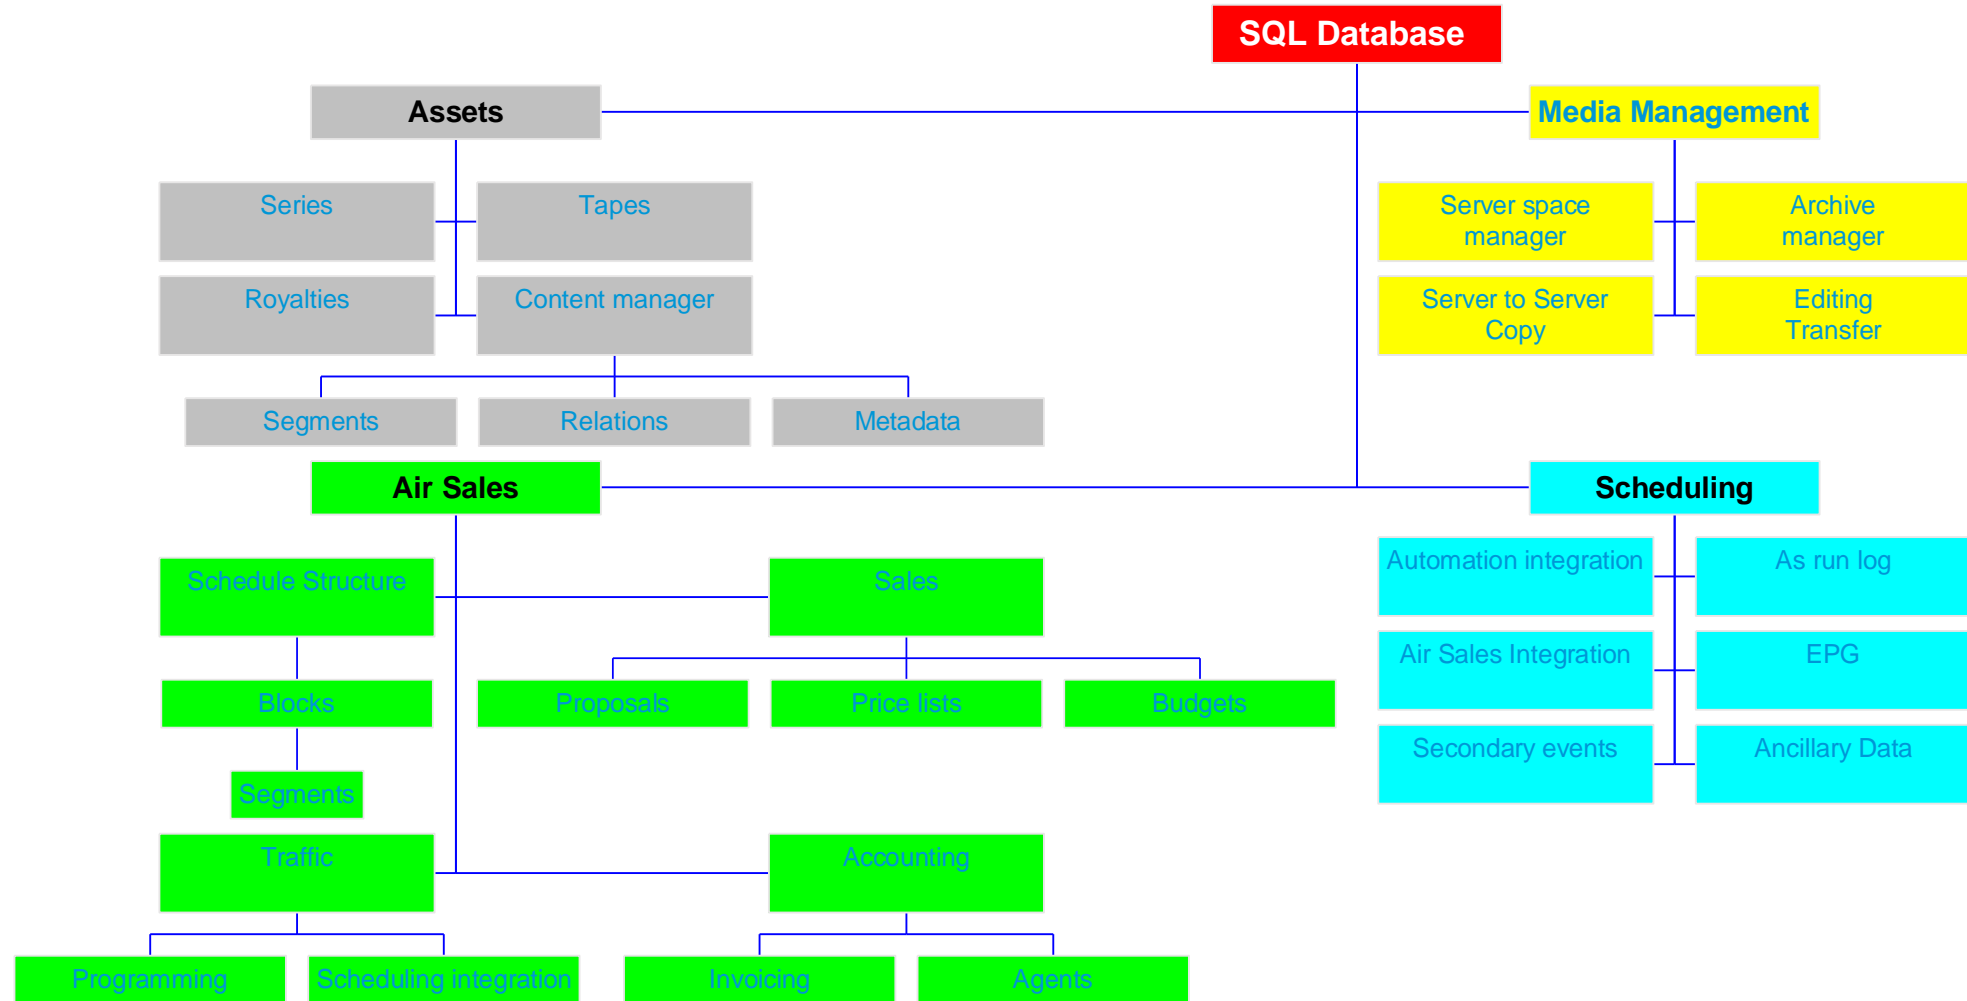 SQL Database
Assets
Media Management
Series
Tapes
Server space
manager
Archive
manager
Royalties
Content manager
Server to Server
Copy
Editing
Transfer
Segments
Relations
Metadata
Air Sales
Scheduling
Schedule Structure
Sales
Automation integration
As run log
Air Sales Integration
EPG
Blocks
Proposals
Price lists
Budgets
Secondary events
Ancillary Data
Segments
Traffic
Accounting
Programming
Scheduling integration
Invoicing
Agents